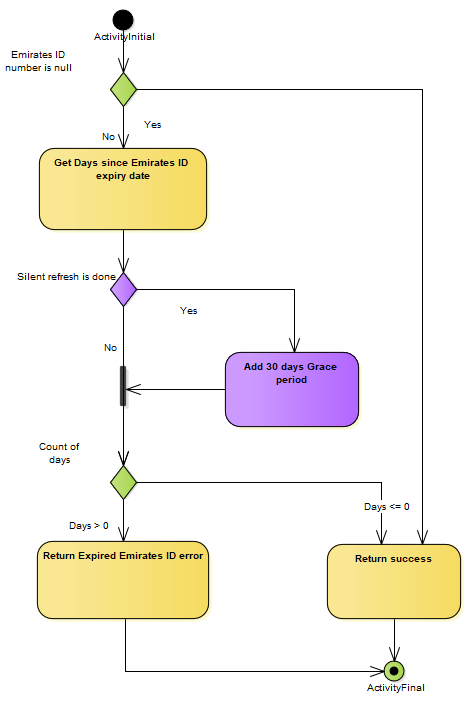 ActivityInitial
Emirates ID
number is null
Yes
No
Get Days since Emirates ID
expiry date
Silent refresh is done
Yes
No
Add 30 days Grace
period
Count of
days
Days > 0
Days <= 0
Return Expired Emirates ID error
Return success
ActivityFinal